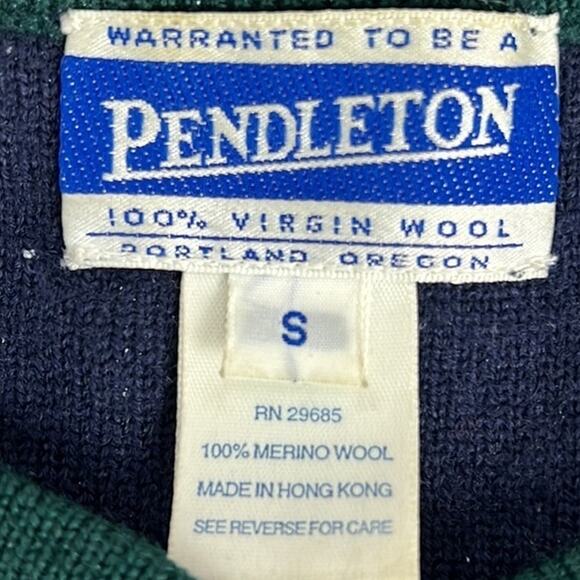 WARRANTED TO BE A
PENDLETON
100% VIRGIN WOOL
PORTLAND OREGON
S
RN 29685
100% MERINO WOOL
MADE IN HONG KONG
SEE REVERSE FOR CARE